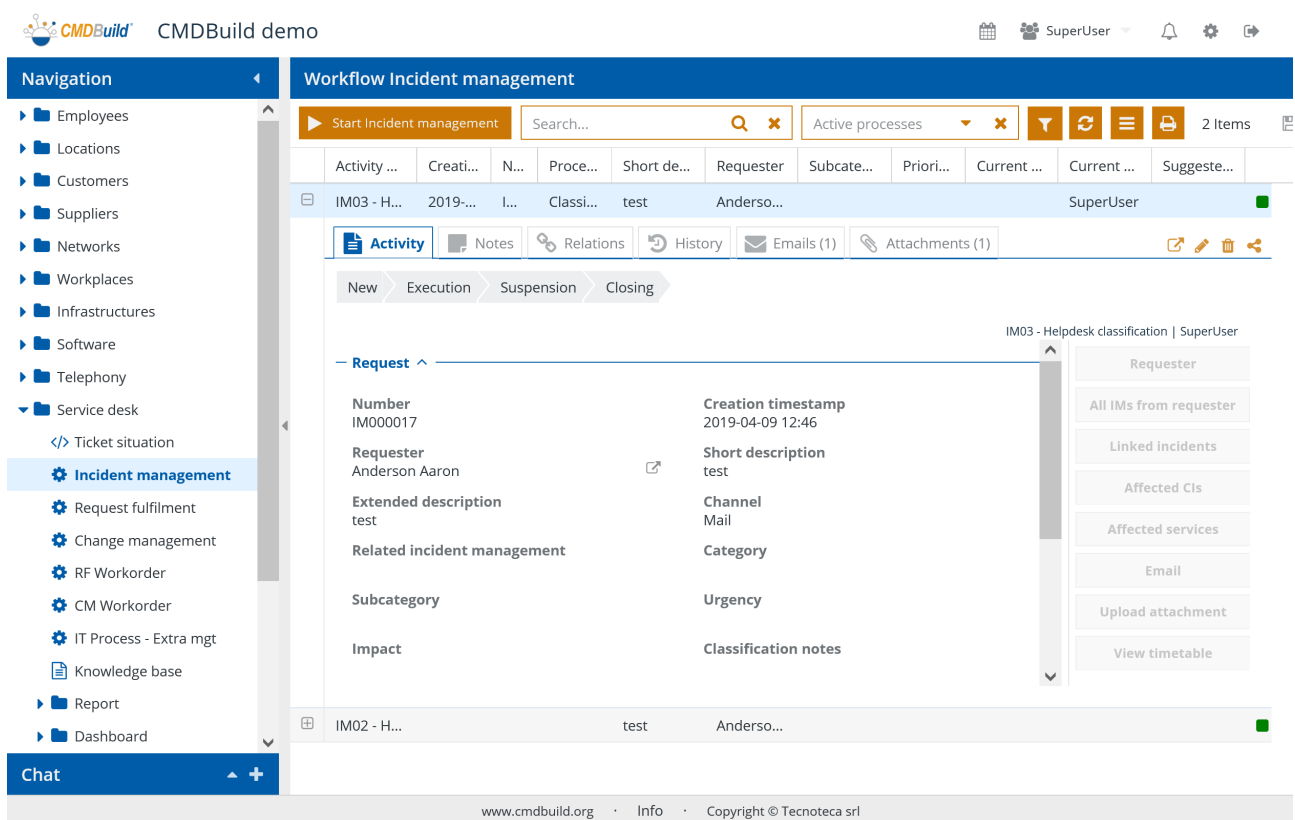 CMDBuild CMDBuild demo SuperUser
Navigation
Employees
Locations
Customers
Suppliers
Networks
Workplaces
Infrastructures
Software
Telephony
Service desk
Ticket situation
Incident management
Request fulfilment
Change management
RF Workorder
CM Workorder
IT Process - Extra mgt
Knowledge base
Report
Dashboard
Chat
Workflow Incident management
Start Incident management Search... Active processes 2 Items
Activity ... Creati... N... Proce... Short de... Requester Subcate... Priori... Current ... Current ... Suggeste...
IM03 - H... 2019-... I... Classi... test Anderso... SuperUser
Activity Notes Relations History Emails (1) Attachments (1)
New Execution Suspension Closing
IM03 - Helpdesk classification | SuperUser
Request
Number Creation timestamp
IM000017 2019-04-09 12:46
Requester Short description
Anderson Aaron test
Extended description Channel
test Mail
Related incident management Category
Subcategory Urgency
Impact Classification notes
Requester
All IMs from requester
Linked incidents
Affected CIs
Affected services
Email
Upload attachment
View timetable
IM02 - H... test Anderso...
www.cmdbuild.org · Info · Copyright © Tecnoteca srl